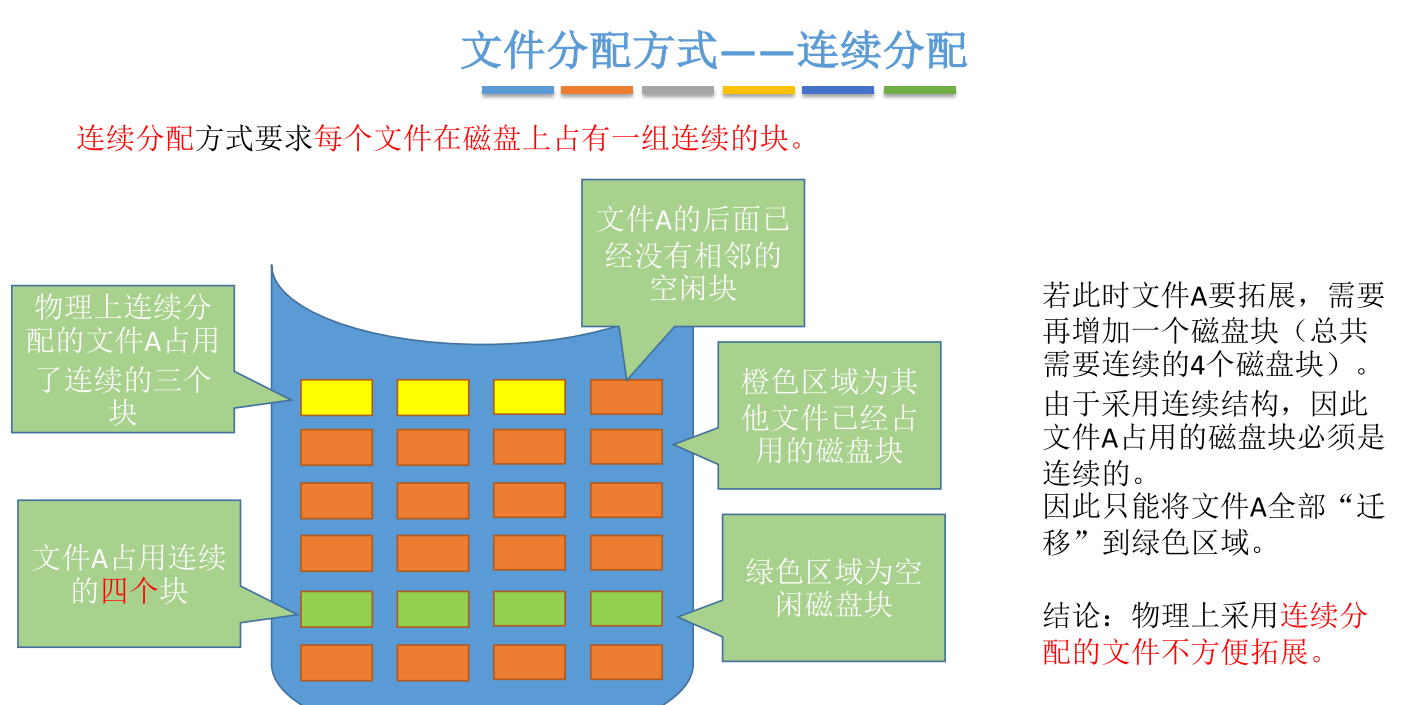 文件分配方式——连续分配
连续分配方式要求每个文件在磁盘上占有一组连续的块。
文件A的后面已
经没有相邻的
空闲块
物理上连续分
配的文件A占用
了连续的三个
块
橙色区域为其
他文件已经占
用的磁盘块
文件A占用连续
的四个块
绿色区域为空
闲磁盘块
若此时文件A要拓展，需要
再增加一个磁盘块（总共
需要连续的4个磁盘块）。
由于采用连续结构，因此
文件A占用的磁盘块必须是
连续的。
因此只能将文件A全部“迁
移”到绿色区域。
结论：物理上采用连续分
配的文件不方便拓展。